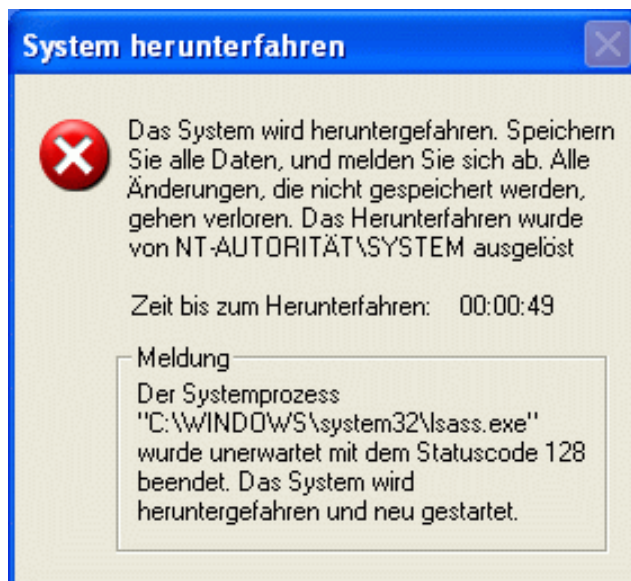 System herunterfahren
Das System wird heruntergefahren. Speichern
Sie alle Daten, und melden Sie sich ab. Alle
Änderungen, die nicht gespeichert werden,
gehen verloren. Das Herunterfahren wurde
von NT-AUTORITÄT\SYSTEM ausgelöst
Zeit bis zum Herunterfahren: 00:00:49
Meldung
Der Systemprozess
"C:\WINDOWS\system32\lsass.exe"
wurde unerwartet mit dem Statuscode 128
beendet. Das System wird
heruntergefahren und neu gestartet.